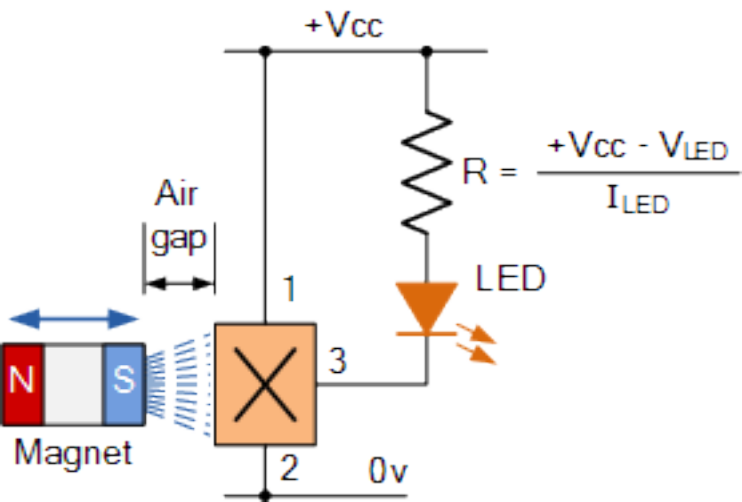 +Vcc
R = +Vcc - VLED
ILED
Air
gap
1
LED
3
N S
Magnet
2
0v